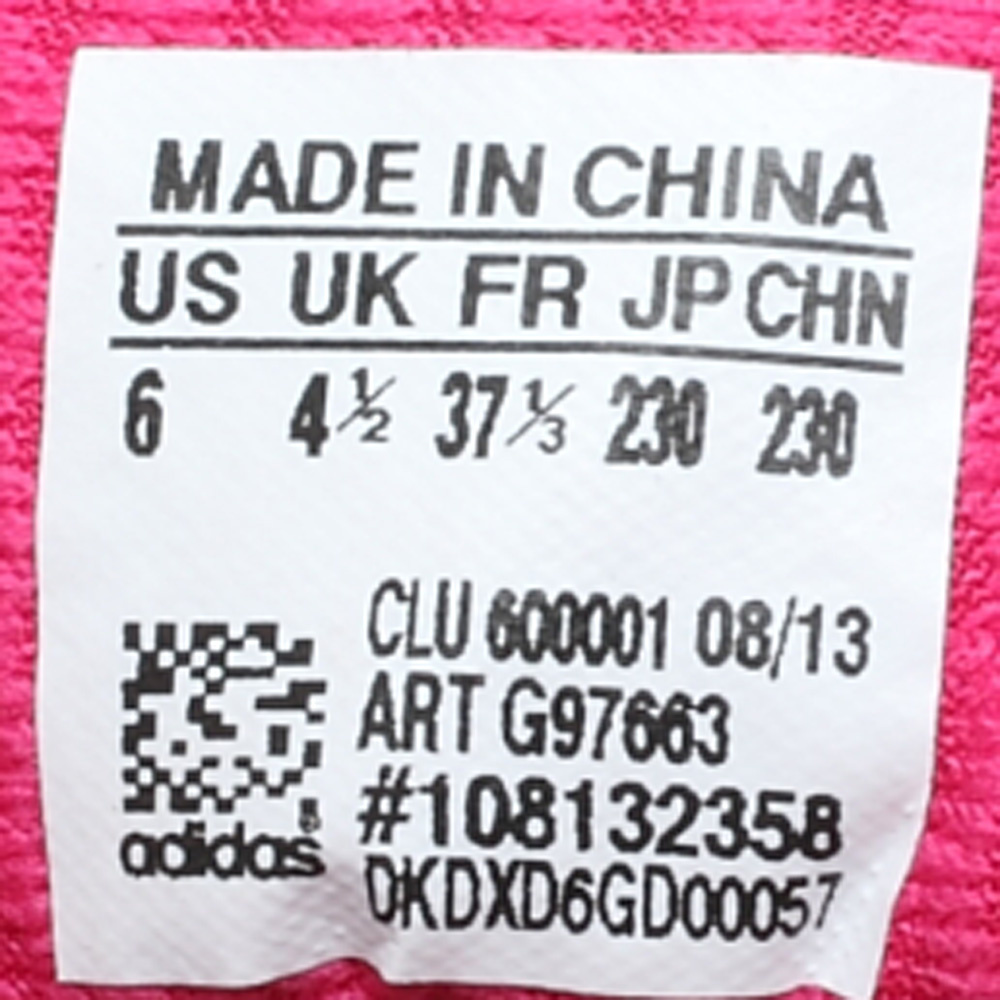 MADE IN CHINA
US UK FR JP CHN
6 4½ 37⅓ 230 230
CLU 600001 08/13
ART G97663
#108132358
adidas®
0KDXD6GD00057